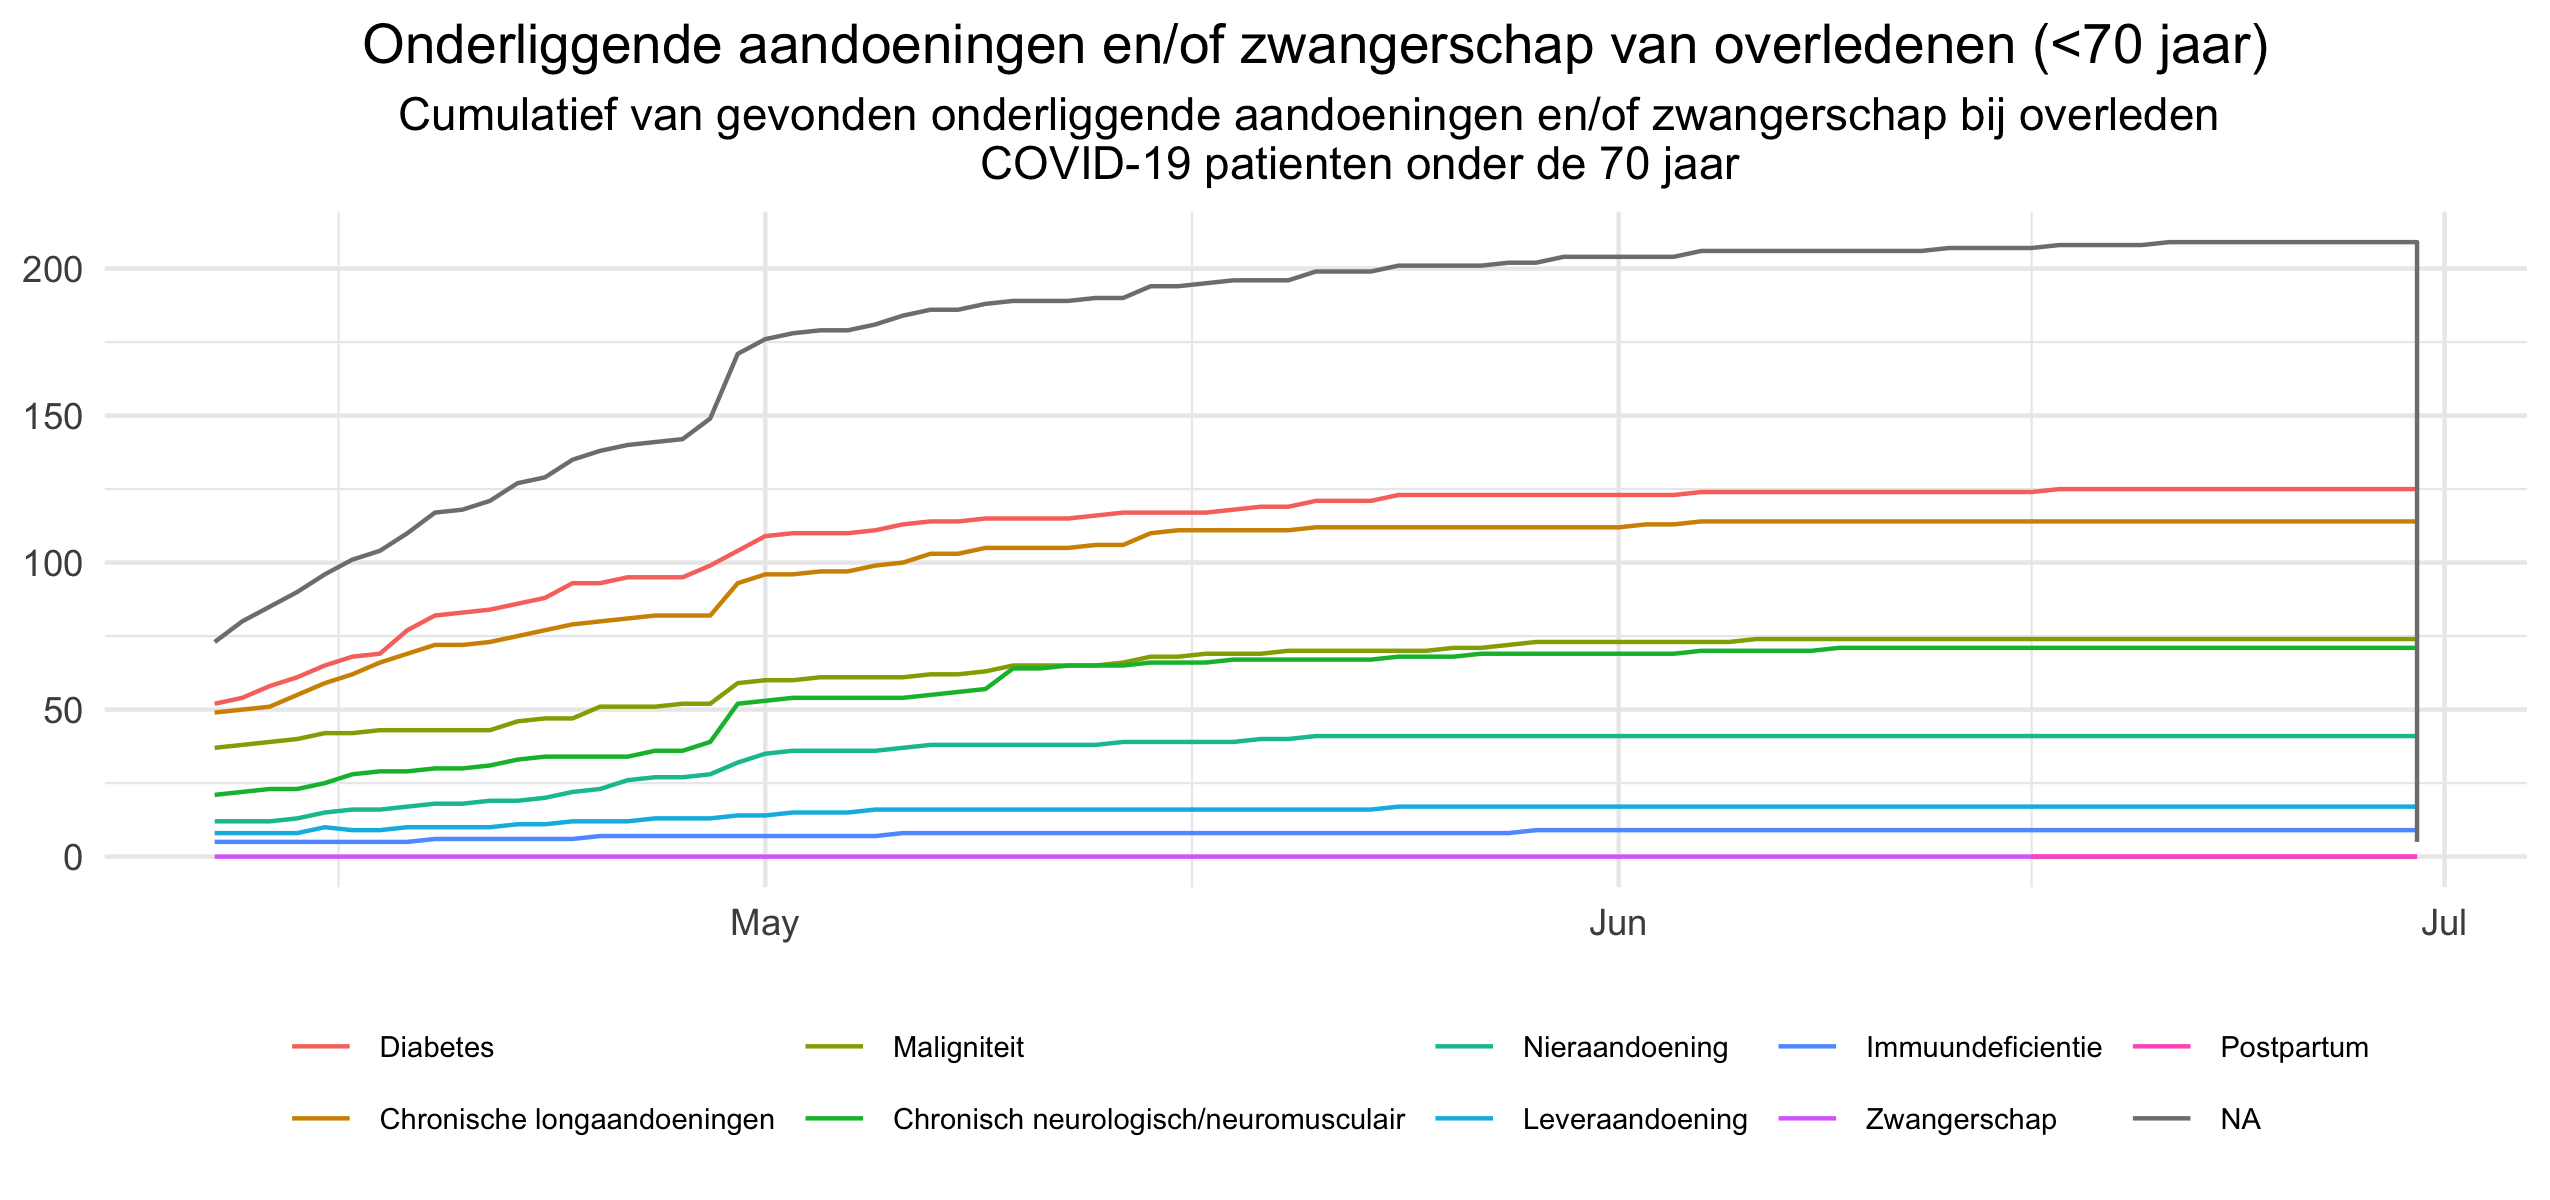 Onderliggende aandoeningen en/of zwangerschap van overledenen (<70 jaar)
Cumulatief van gevonden onderliggende aandoeningen en/of zwangerschap bij overleden
COVID-19 patienten onder de 70 jaar
200
150
100
50
0
May Jun Jul
Diabetes Maligniteit Nieraandoening Immuundeficientie Postpartum
Chronische longaandoeningen Chronisch neurologisch/neuromusculair Leveraandoening Zwangerschap NA